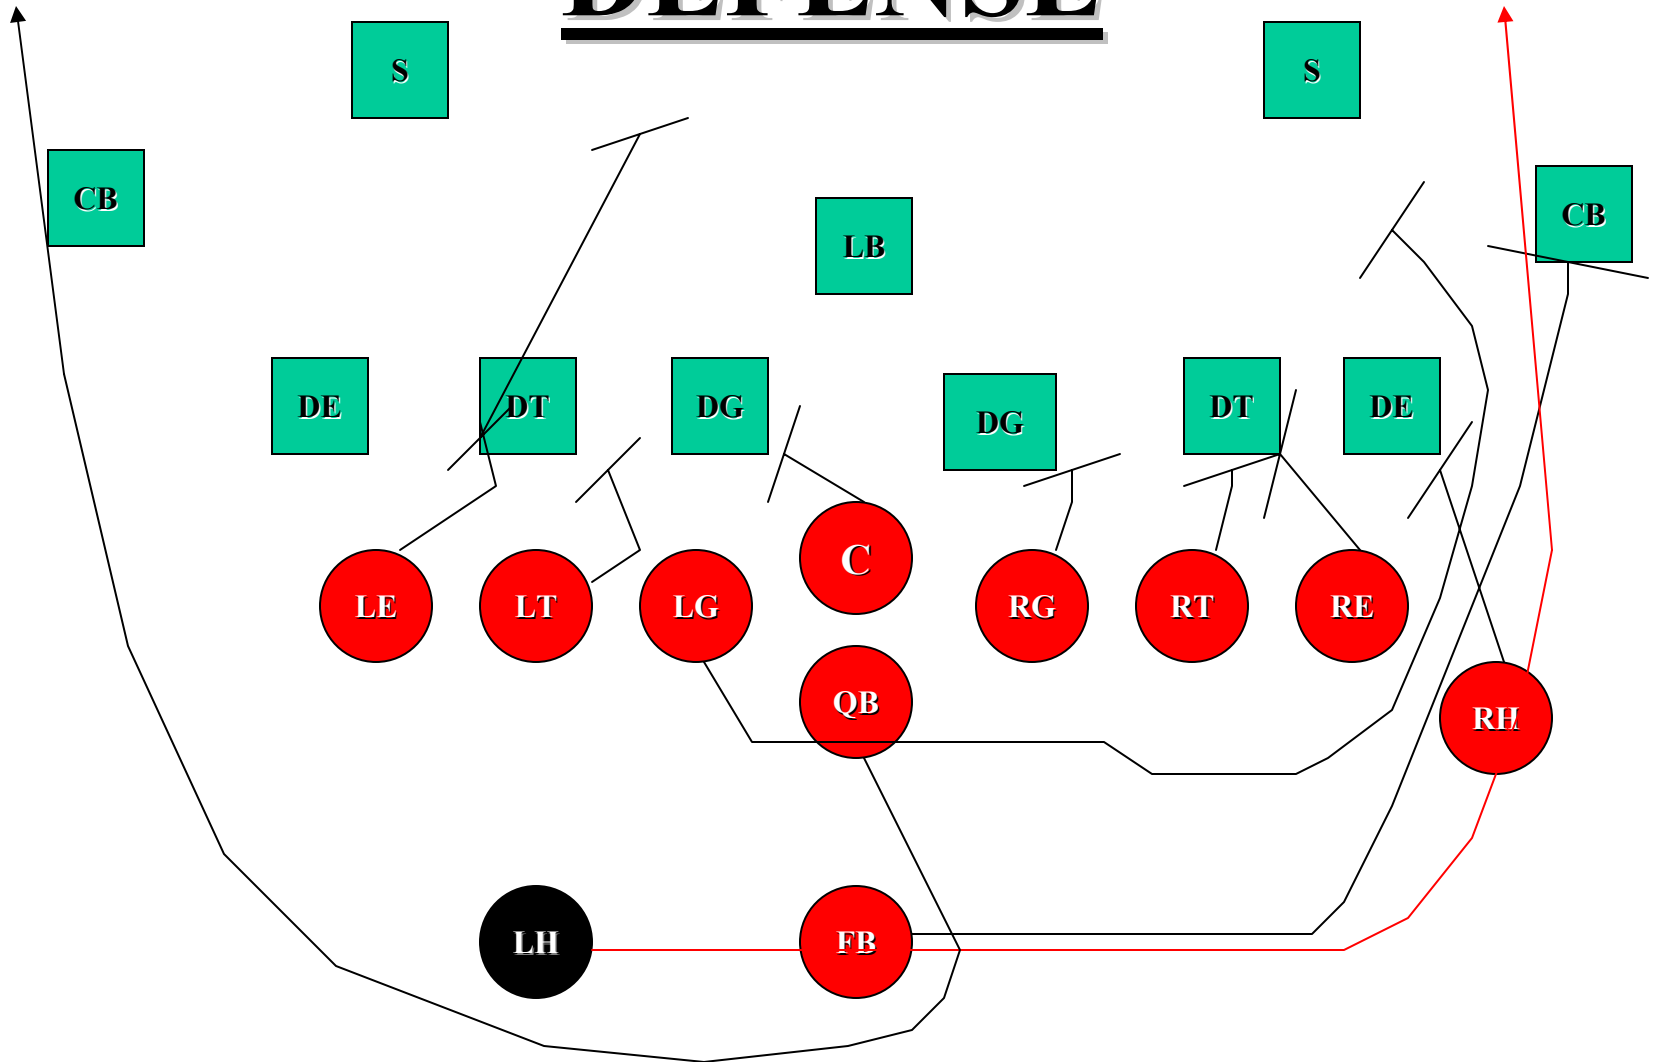 DEFENSE
S S
CB CB
LB
DE DT DG DG DT DE
C
LE LT LG RG RT RE
QB RH
LH FB